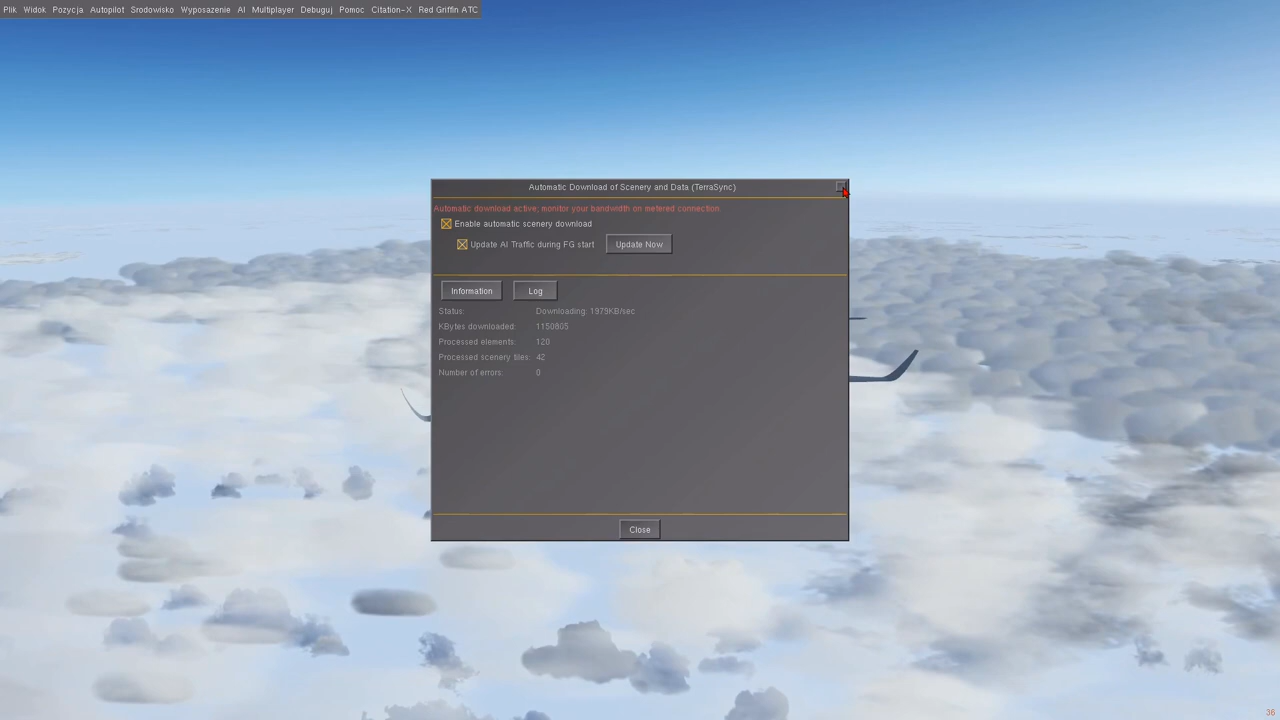 Plik Widok Pozycja Autopilot Srodowisko Wyposazenie AI Multiplayer Debuguj Pomoc Citation-X Red Griffin ATC
Automatic Download of Scenery and Data (TerraSync)
Automatic download active; monitor your bandwidth on metered connection.
Enable automatic scenery download
Update AI Traffic during FG start Update Now
Information Log
Status: Downloading: 1979KB/sec
KBytes downloaded: 1150805
Processed elements: 120
Processed scenery tiles: 42
Number of errors: 0
Close
36